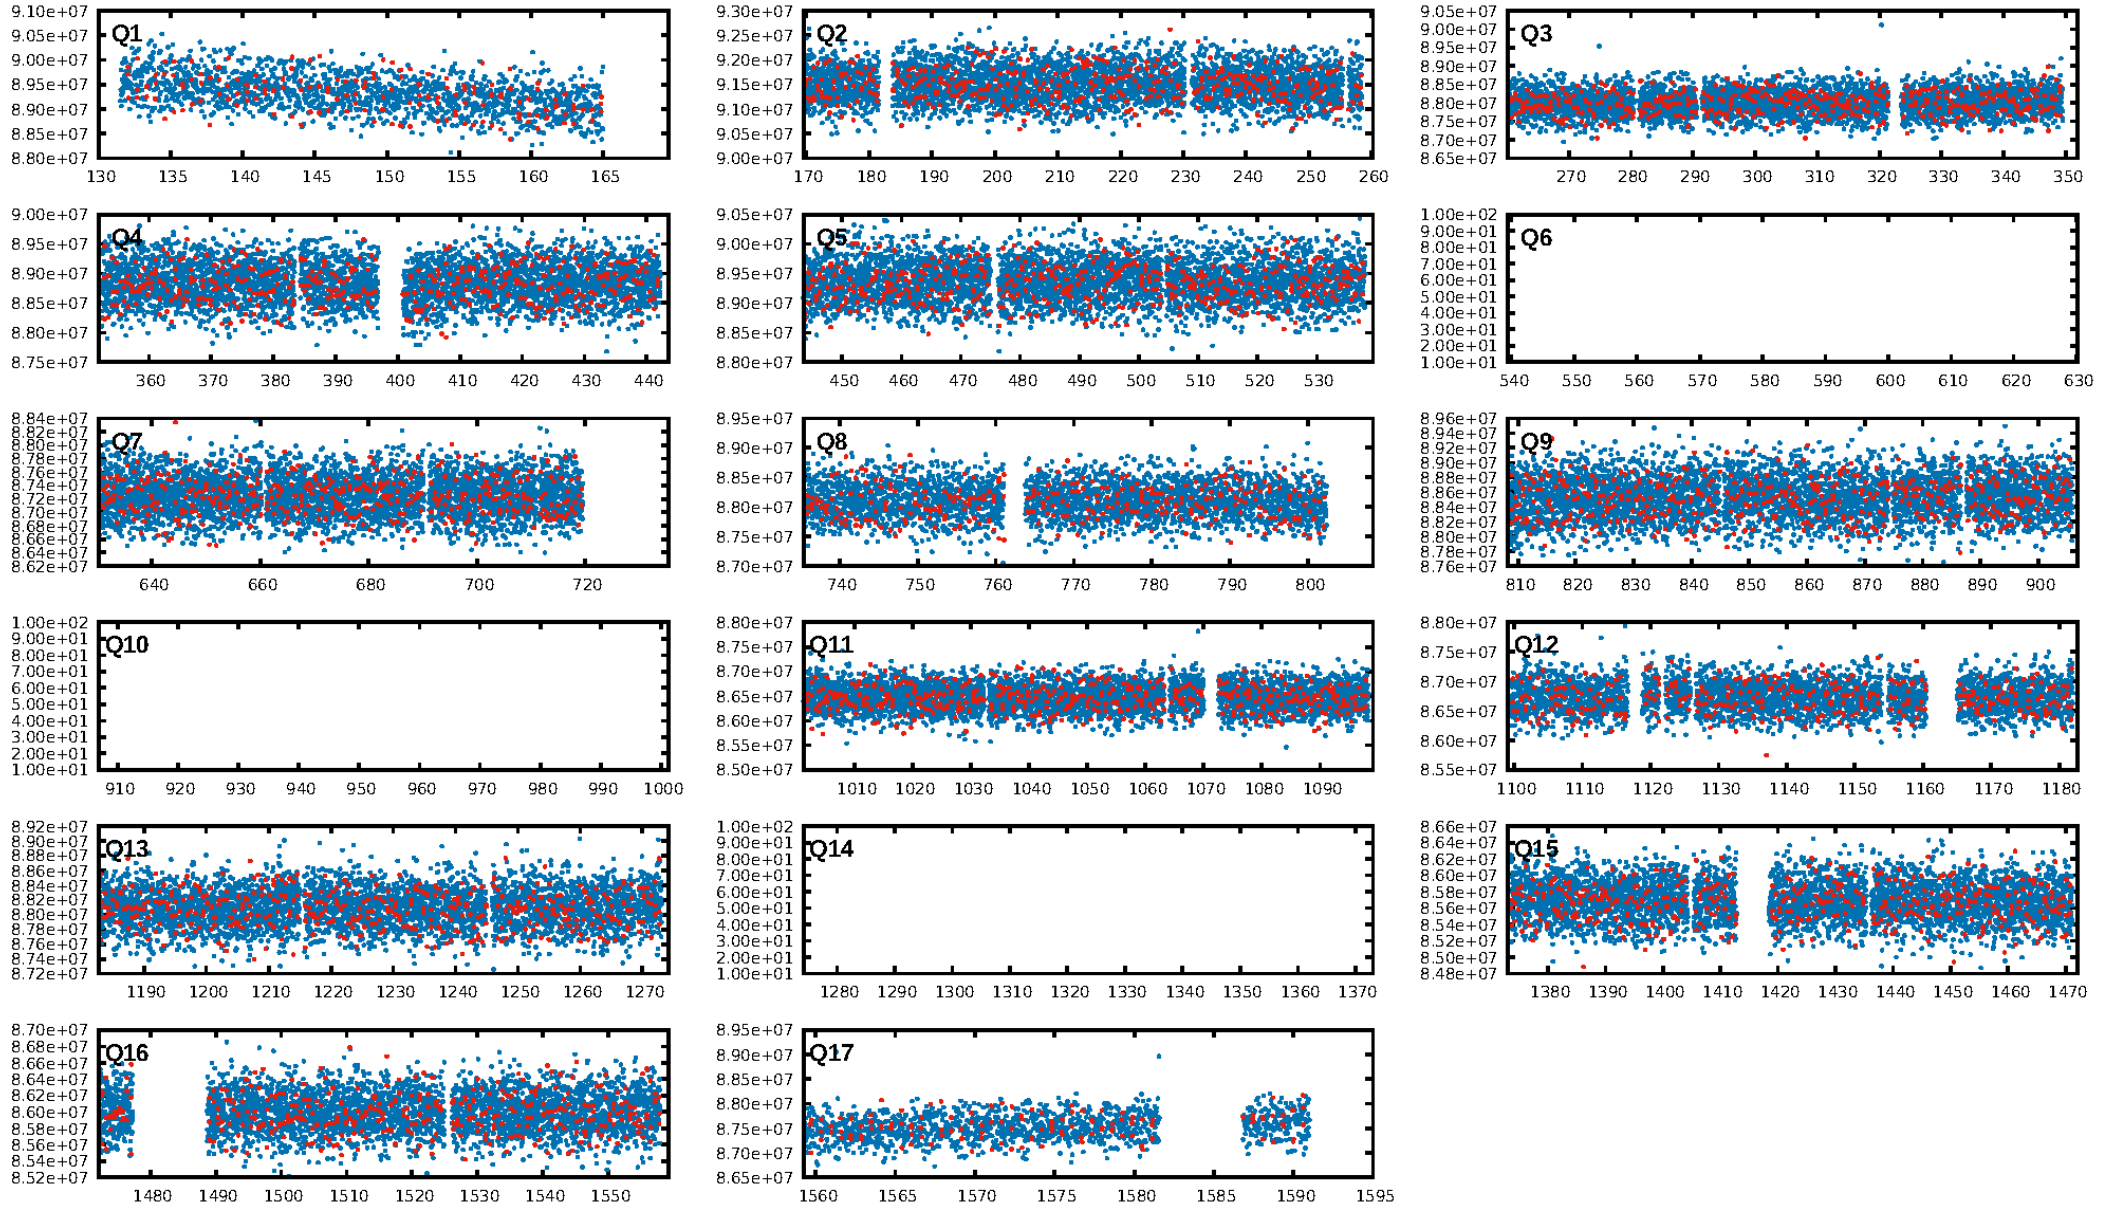 9.10e+07
9.05e+07
9.00e+07
8.95e+07
8.90e+07
8.85e+07
8.80e+07
Q1
130 135 140 145 150 155 160 165
9.30e+07
9.25e+07
9.20e+07
9.15e+07
9.10e+07
9.05e+07
9.00e+07
Q2
170 180 190 200 210 220 230 240 250 260
9.05e+07
9.00e+07
8.95e+07
8.90e+07
8.85e+07
8.80e+07
8.75e+07
8.70e+07
8.65e+07
Q3
270 280 290 300 310 320 330 340 350
9.00e+07
8.95e+07
8.90e+07
8.85e+07
8.80e+07
8.75e+07
Q4
360 370 380 390 400 410 420 430 440
9.05e+07
9.00e+07
8.95e+07
8.90e+07
8.85e+07
8.80e+07
Q5
450 460 470 480 490 500 510 520 530
1.00e+02
9.00e+01
8.00e+01
7.00e+01
6.00e+01
5.00e+01
4.00e+01
3.00e+01
2.00e+01
1.00e+01
Q6
540 550 560 570 580 590 600 610 620 630
8.84e+07
8.82e+07
8.80e+07
8.78e+07
8.76e+07
8.74e+07
8.72e+07
8.70e+07
8.68e+07
8.66e+07
8.64e+07
8.62e+07
Q7
640 660 680 700 720
8.95e+07
8.90e+07
8.85e+07
8.80e+07
8.75e+07
8.70e+07
Q8
740 750 760 770 780 790 800
8.96e+07
8.94e+07
8.92e+07
8.90e+07
8.88e+07
8.86e+07
8.84e+07
8.82e+07
8.80e+07
8.78e+07
8.76e+07
Q9
810 820 830 840 850 860 870 880 890 900
1.00e+02
9.00e+01
8.00e+01
7.00e+01
6.00e+01
5.00e+01
4.00e+01
3.00e+01
2.00e+01
1.00e+01
Q10
910 920 930 940 950 960 970 980 990 1000
8.80e+07
8.75e+07
8.70e+07
8.65e+07
8.60e+07
8.55e+07
8.50e+07
Q11
1010 1020 1030 1040 1050 1060 1070 1080 1090
8.80e+07
8.75e+07
8.70e+07
8.65e+07
8.60e+07
8.55e+07
Q12
1100 1110 1120 1130 1140 1150 1160 1170 1180
8.92e+07
8.90e+07
8.88e+07
8.86e+07
8.84e+07
8.82e+07
8.80e+07
8.78e+07
8.76e+07
8.74e+07
8.72e+07
Q13
1190 1200 1210 1220 1230 1240 1250 1260 1270
1.00e+02
9.00e+01
8.00e+01
7.00e+01
6.00e+01
5.00e+01
4.00e+01
3.00e+01
2.00e+01
1.00e+01
Q14
1280 1290 1300 1310 1320 1330 1340 1350 1360 1370
8.66e+07
8.64e+07
8.62e+07
8.60e+07
8.58e+07
8.56e+07
8.54e+07
8.52e+07
8.50e+07
8.48e+07
Q15
1380 1390 1400 1410 1420 1430 1440 1450 1460 1470
8.70e+07
8.68e+07
8.66e+07
8.64e+07
8.62e+07
8.60e+07
8.58e+07
8.56e+07
8.54e+07
8.52e+07
Q16
1480 1490 1500 1510 1520 1530 1540 1550
8.95e+07
8.90e+07
8.85e+07
8.80e+07
8.75e+07
8.70e+07
8.65e+07
Q17
1560 1565 1570 1575 1580 1585 1590 1595